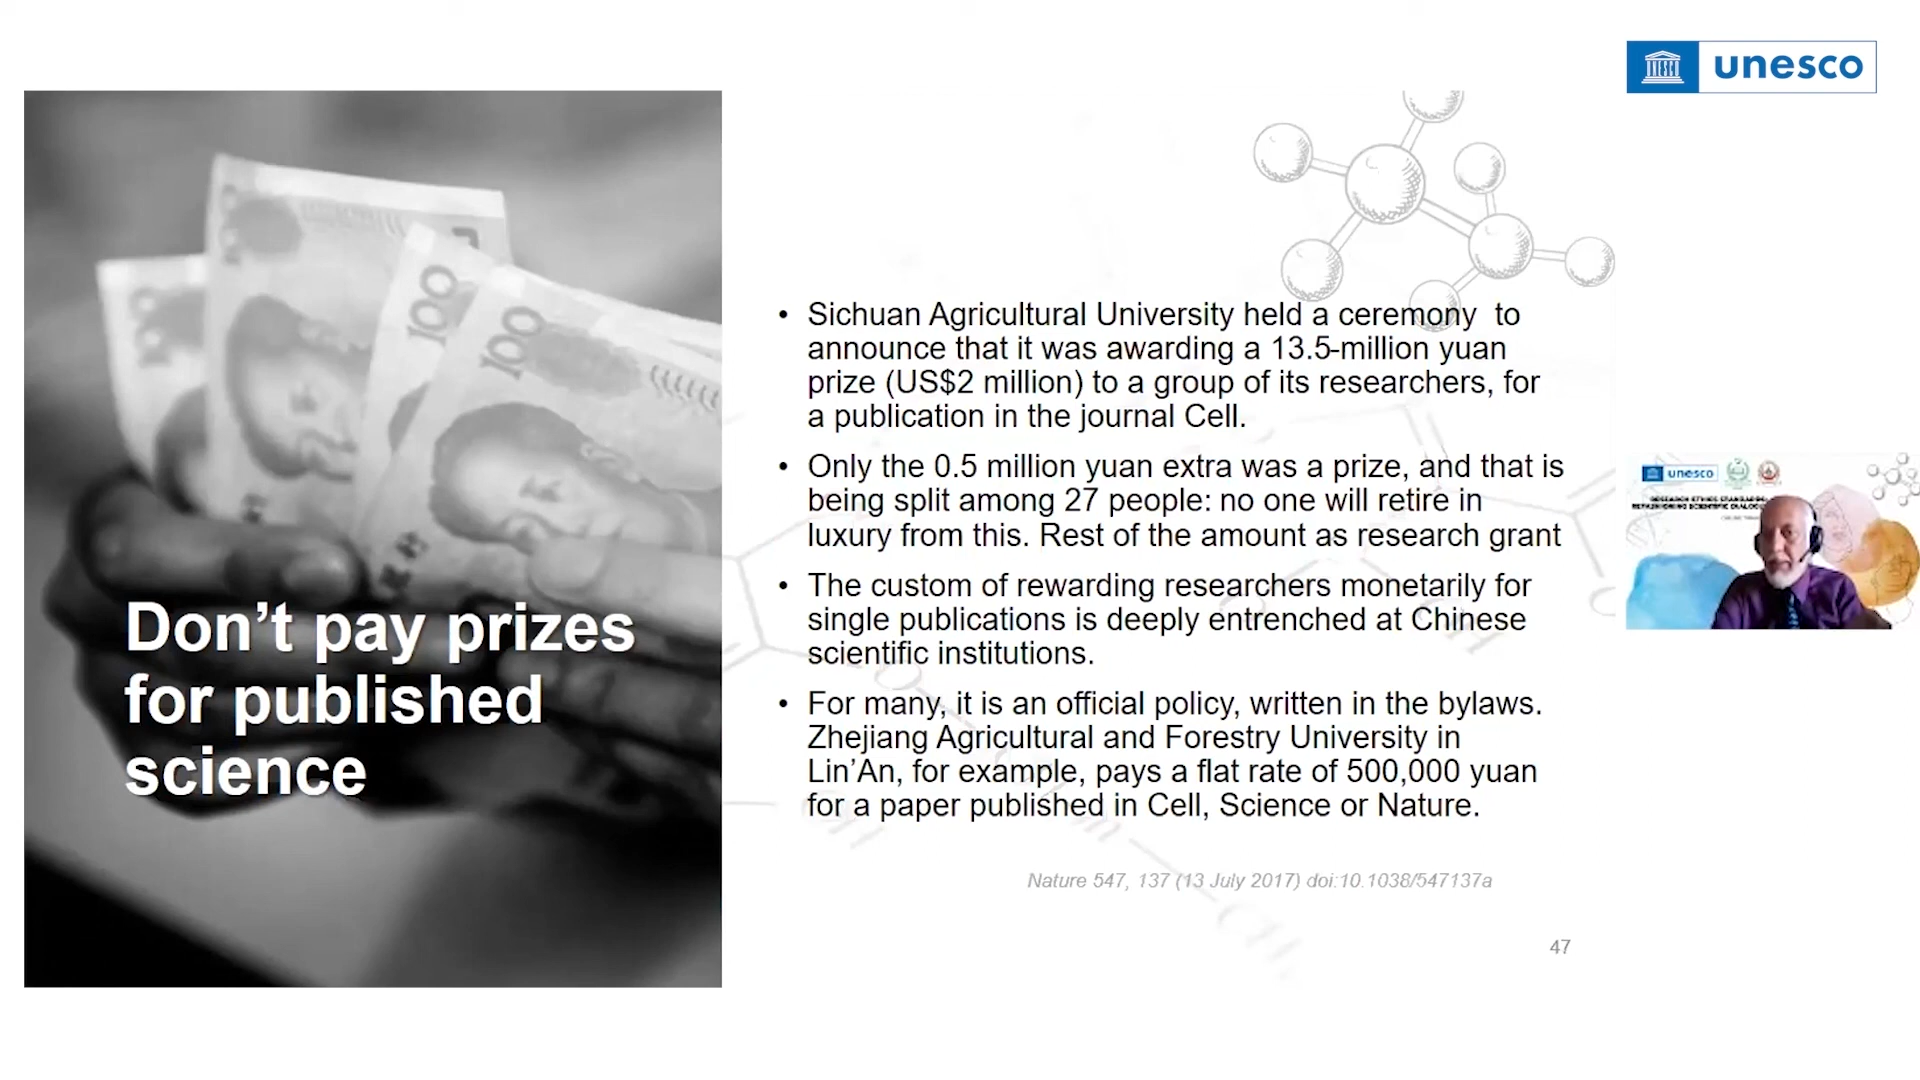 unesco
Don't pay prizes
for published
science
• Sichuan Agricultural University held a ceremony to
announce that it was awarding a 13.5-million yuan
prize (US$2 million) to a group of its researchers, for
a publication in the journal Cell.
• Only the 0.5 million yuan extra was a prize, and that is
being split among 27 people: no one will retire in
luxury from this. Rest of the amount as research grant
• The custom of rewarding researchers monetarily for
single publications is deeply entrenched at Chinese
scientific institutions.
• For many, it is an official policy, written in the bylaws.
Zhejiang Agricultural and Forestry University in
Lin'An, for example, pays a flat rate of 500,000 yuan
for a paper published in Cell, Science or Nature.
Nature 547, 137 (13 July 2017) doi:10.1038/547137a
47
unesco
100
100